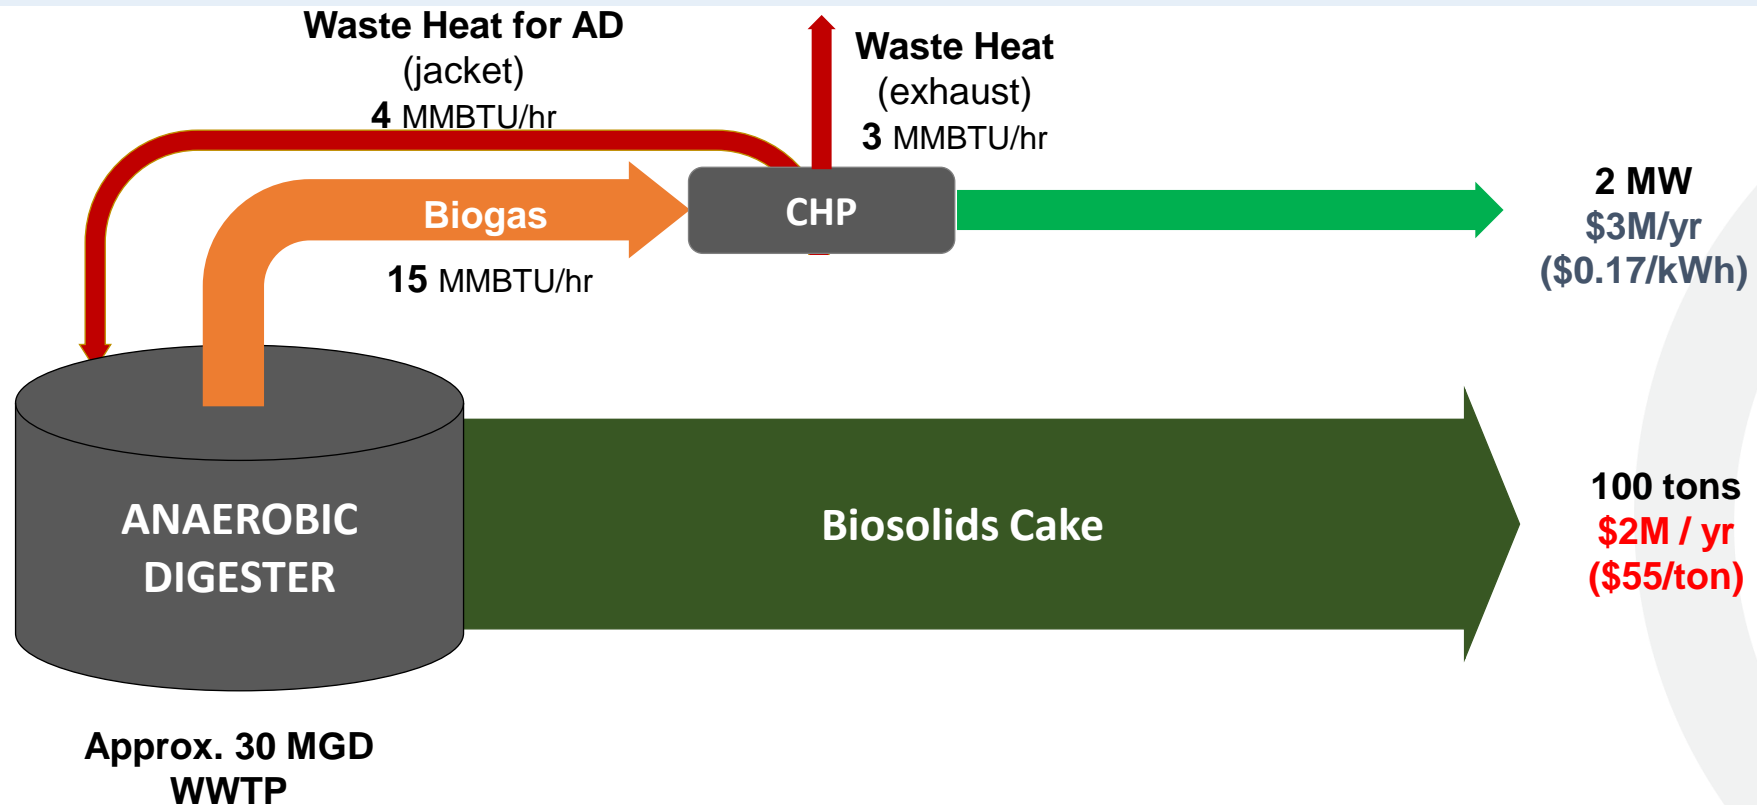 Waste Heat for AD
(jacket)
4 MMBTU/hr
Waste Heat
(exhaust)
3 MMBTU/hr
Biogas
15 MMBTU/hr
CHP
2 MW
$3M/yr
($0.17/kWh)
ANAEROBIC
DIGESTER
Biosolids Cake
100 tons
$2M / yr
($55/ton)
Approx. 30 MGD
WWTP